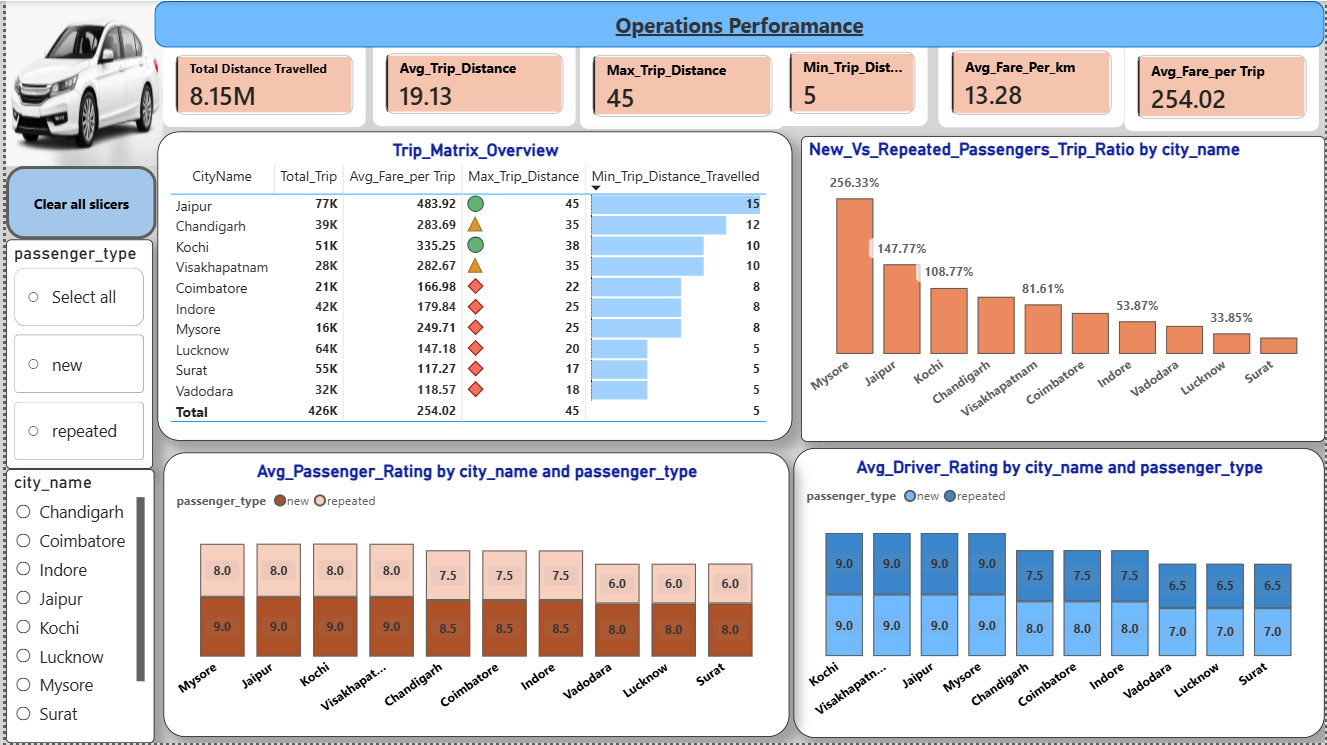 Operations Perforamance
Total Distance Travelled
8.15M
Avg_Trip_Distance
19.13
Max_Trip_Distance
45
Min_Trip_Dist...
5
Avg_Fare_Per_km
13.28
Avg_Fare_per Trip
254.02
Clear all slicers
passenger_type
Select all
new
repeated
city_name
Chandigarh
Coimbatore
Indore
Jaipur
Kochi
Lucknow
Mysore
Surat
Trip_Matrix_Overview
CityName Total_Trip Avg_Fare_per Trip Max_Trip_Distance Min_Trip_Distance_Travelled
Jaipur 77K 483.92 45 15
Chandigarh 39K 283.69 35 12
Kochi 51K 335.25 38 10
Visakhapatnam 28K 282.67 35 10
Coimbatore 21K 166.98 22 8
Indore 42K 179.84 25 8
Mysore 16K 249.71 25 8
Lucknow 64K 147.18 20 5
Surat 55K 117.27 17 5
Vadodara 32K 118.57 18 5
Total 426K 254.02 45 5
New_Vs_Repeated_Passengers_Trip_Ratio by city_name
256.33%
147.77%
108.77%
81.61%
53.87%
33.85%
Mysore Jaipur Kochi Chandigarh Visakhapatnam Coimbatore Indore Vadodara Lucknow Surat
Avg_Passenger_Rating by city_name and passenger_type
passenger_type new repeated
8.0 8.0 8.0 8.0 7.5 7.5 7.5 6.0 6.0 6.0
9.0 9.0 9.0 9.0 8.5 8.5 8.5 8.0 8.0 8.0
Mysore Jaipur Kochi Visakhapat... Chandigarh Coimbatore Indore Vadodara Lucknow Surat
Avg_Driver_Rating by city_name and passenger_type
passenger_type new repeated
9.0 9.0 9.0 9.0 7.5 7.5 7.5 6.5 6.5 6.5
9.0 9.0 9.0 9.0 8.0 8.0 8.0 7.0 7.0 7.0
Kochi Visakhapatn... Jaipur Mysore Chandigarh Coimbatore Indore Vadodara Lucknow Surat